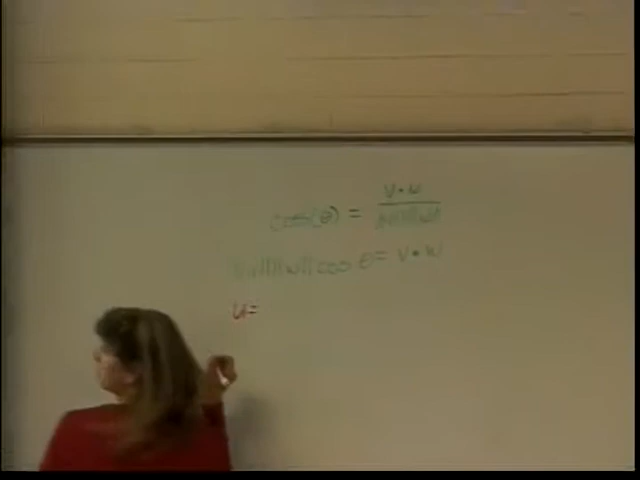 cos(θ) = v•w / ||v||||w||
||v||||w|| cos θ = v•w
u=